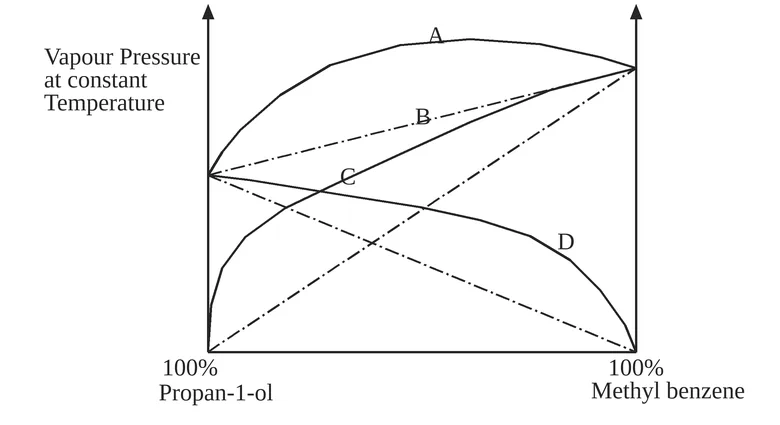 A
Vapour Pressure
at constant
Temperature
B
C
D
100%
Propan-1-ol
100%
Methyl benzene